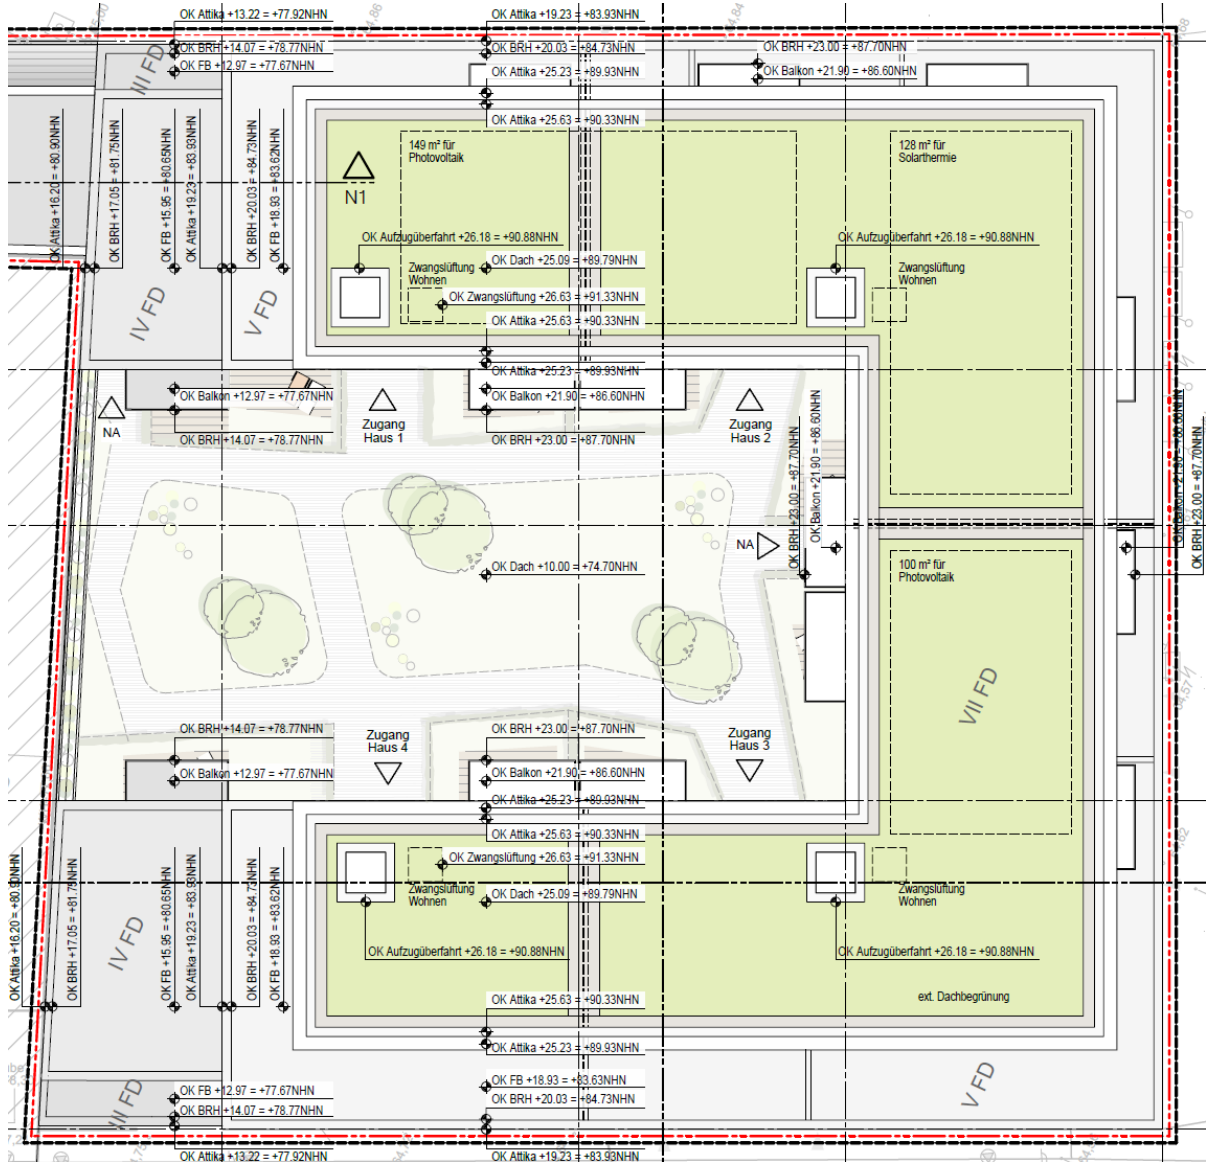 OK Attika +13.22 = +77.92NHN
OK Attika +19.23 = +83.93NHN
OK BRH +14.07 = +78.77NHN
OK BRH +20.03 = +84.73NHN
OK BRH +23.00 = +87.70NHN
OK FB +12.97 = +77.67NHN
OK Attika +25.23 = +89.93NHN
OK Balkon +21.90 = +86.60NHN
III FD
OK Attika +25.63 = +90.33NHN
149 m² für
Photovoltaik
128 m² für
Solarthermie
OK Attika +16.20 = +80.90NHN
OK BRH +17.05 = +81.75NHN
OK FB +15.95 = +80.65NHN
OK Attika +19.23 = +83.93NHN
OK BRH +20.03 = +84.73NHN
OK FB +18.93 = +83.62NHN
N1
OK Aufzugüberfahrt +26.18 = +90.88NHN
OK Aufzugüberfahrt +26.18 = +90.88NHN
OK Dach +25.09 = +89.79NHN
Zwangslüftung
Wohnen
Zwangslüftung
Wohnen
OK Zwangslüftung +26.63 = +91.33NHN
IV FD
V FD
OK Attika +25.63 = +90.33NHN
OK Attika +25.23 = +89.93NHN
OK Balkon +12.97 = +77.67NHN
OK Balkon +21.90 = +86.60NHN
NA
Zugang
Haus 1
Zugang
Haus 2
OK BRH +14.07 = +78.77NHN
OK BRH +23.00 = +87.70NHN
OK BRH +23.00 = +87.70NHN
OK Balkon +21.90 = +86.60NHN
OK Balkon +21.90 = +86.60NHN
OK BRH +23.00 = +87.70NHN
NA
OK Dach +10.00 = +74.70NHN
100 m² für
Photovoltaik
VII FD
OK BRH +14.07 = +78.77NHN
OK BRH +23.00 = +87.70NHN
Zugang
Haus 4
Zugang
Haus 3
OK Balkon +12.97 = +77.67NHN
OK Balkon +21.90 = +86.60NHN
OK Attika +25.23 = +89.93NHN
OK Attika +25.63 = +90.33NHN
OK Zwangslüftung +26.63 = +91.33NHN
OK Attika +16.20 = +80.90NHN
OK BRH +17.05 = +81.75NHN
OK FB +15.95 = +80.65NHN
OK Attika +19.23 = +83.93NHN
OK BRH +20.03 = +84.73NHN
OK FB +18.93 = +83.62NHN
Zwangslüftung
Wohnen
OK Dach +25.09 = +89.79NHN
Zwangslüftung
Wohnen
IV FD
OK Aufzugüberfahrt +26.18 = +90.88NHN
OK Aufzugüberfahrt +26.18 = +90.88NHN
OK Attika +25.63 = +90.33NHN
ext. Dachbegrünung
OK Attika +25.23 = +89.93NHN
OK FB +18.93 = +83.63NHN
V FD
OK FB +12.97 = +77.67NHN
OK BRH +20.03 = +84.73NHN
III FD
OK BRH +14.07 = +78.77NHN
OK Attika +13.22 = +77.92NHN
OK Attika +19.23 = +83.93NHN